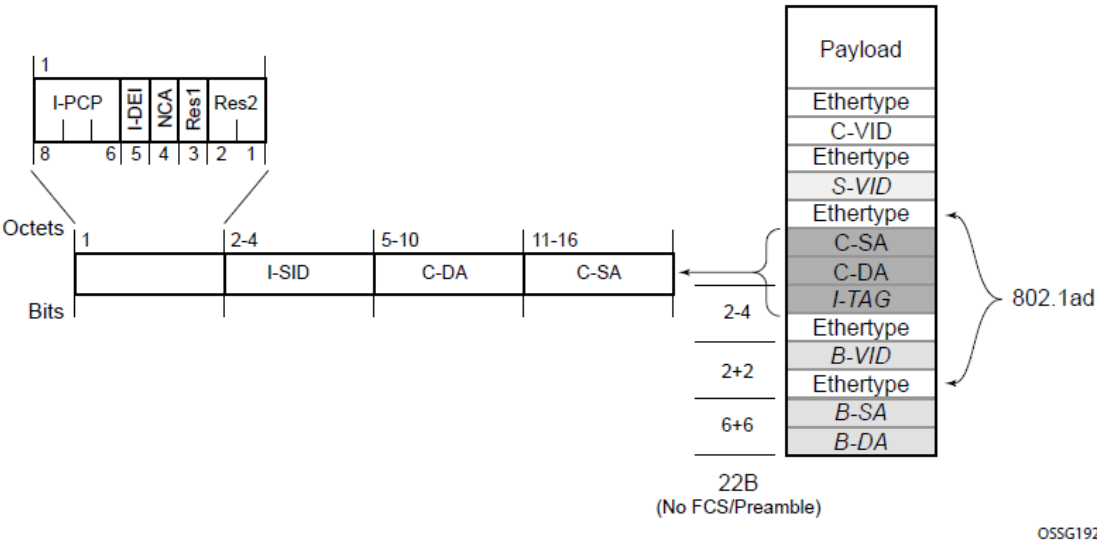 1
I-PCP I-DEI NCA Res1 Res2
8 6 5 4 3 2 1
Octets
1 2-4 5-10 11-16
I-SID C-DA C-SA
Bits
Payload
Ethertype
C-VID
Ethertype
S-VID
Ethertype
C-SA
C-DA
I-TAG
Ethertype
B-VID
Ethertype
B-SA
B-DA
802.1ad
2-4
2+2
6+6
22B
(No FCS/Preamble)
OSSG192